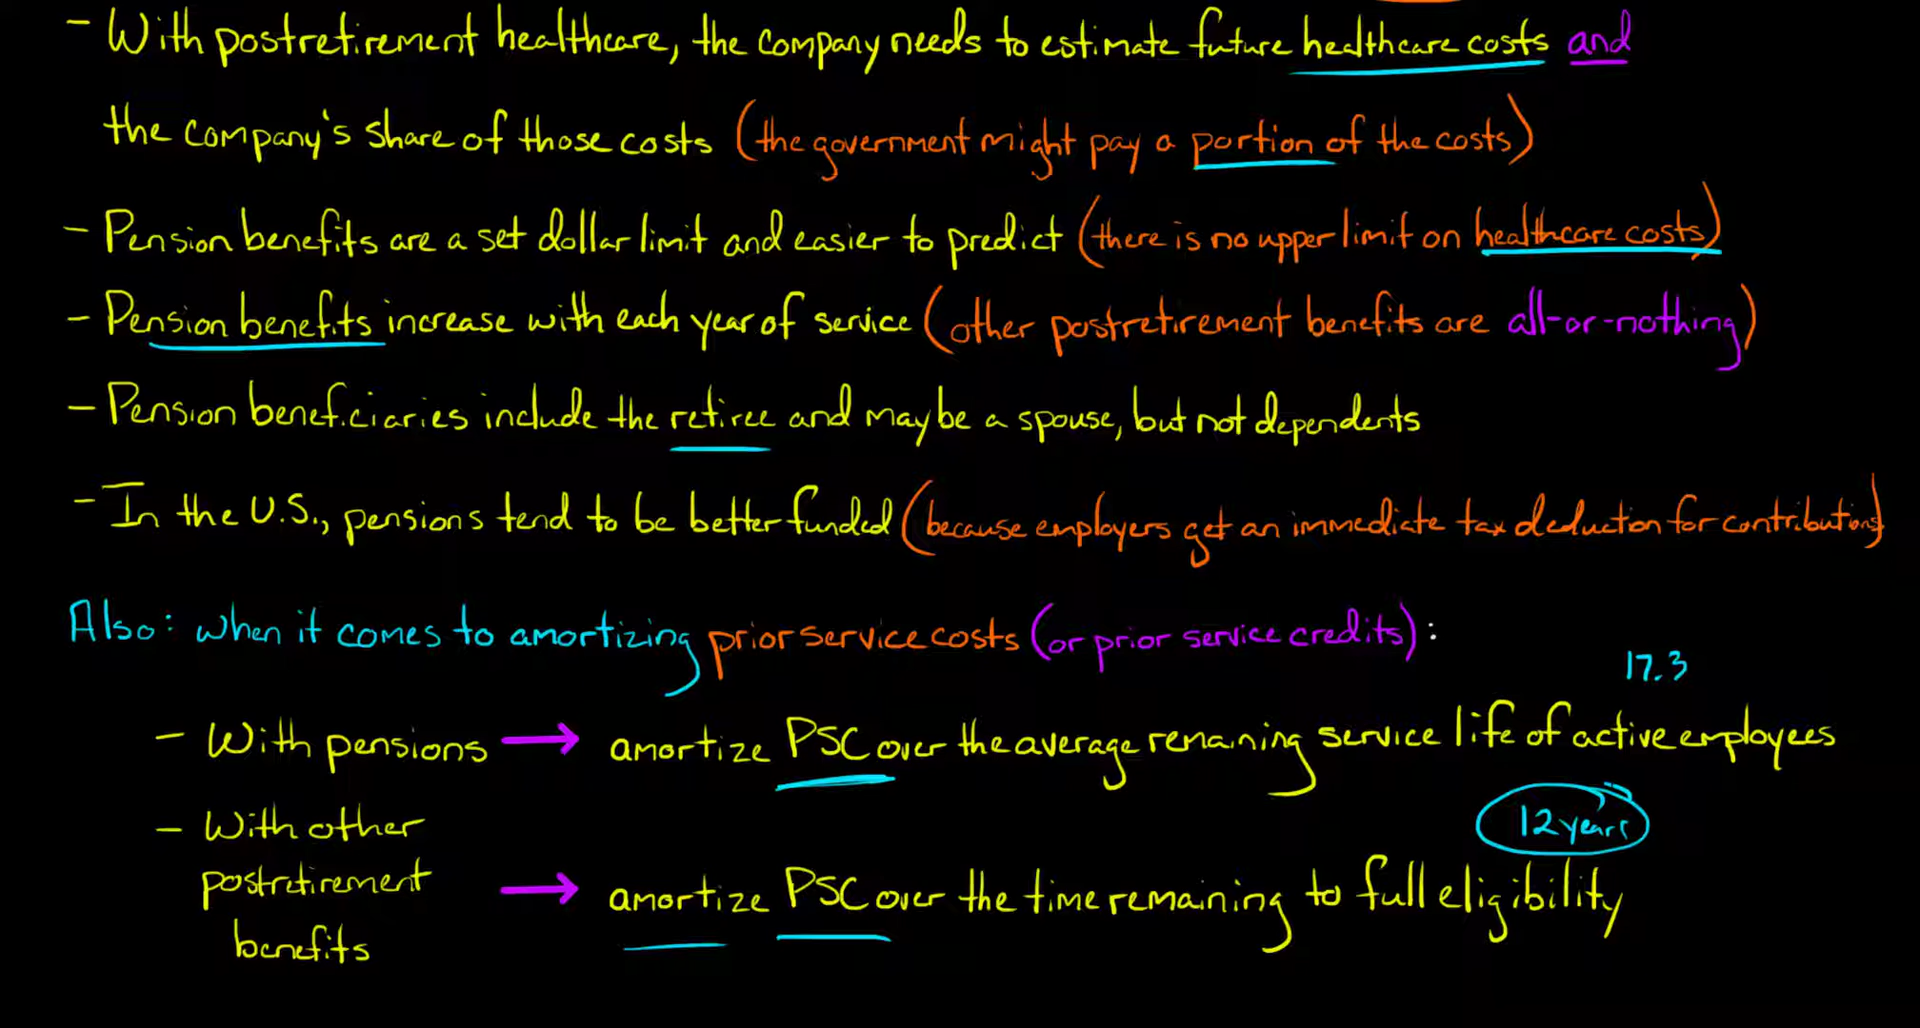 - With postretirement healthcare, the company needs to estimate future healthcare costs and
the company's share of those costs (the government might pay a portion of the costs)
- Pension benefits are a set dollar limit and easier to predict (there is no upper limit on healthcare costs)
- Pension benefits increase with each year of service (other postretirement benefits are all-or-nothing)
- Pension beneficiaries include the retiree and maybe a spouse, but not dependents
- In the U.S., pensions tend to be better funded (because employers get an immediate tax deduction for contributions)
Also: when it comes to amortizing prior service costs (or prior service credits):
17.3
- With pensions → amortize PSC over the average remaining service life of active employees
12 years
- With other
postretirement → amortize PSC over the time remaining to full eligibility
benefits